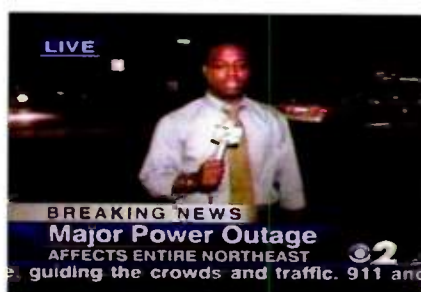 LIVE
BREAKING NEWS
Major Power Outage
AFFECTS ENTIRE NORTHEAST
2
e, guiding the crowds and traffic. 911 and